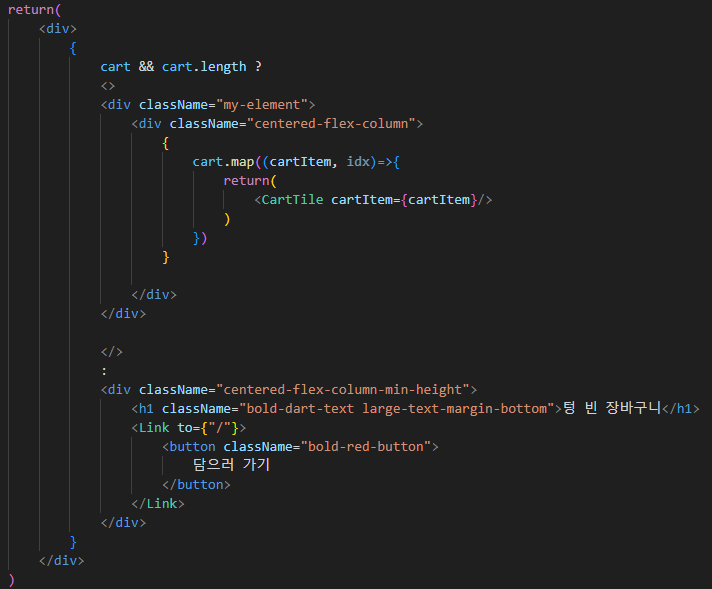 return(
    <div>
        {
            cart && cart.length ?
            <>
            <div className="my-element">
                <div className="centered-flex-column">
                    {
                        cart.map((cartItem, idx)=>{
                            return(
                                <CartTile cartItem={cartItem}/>
                            )
                        })
                    }

                </div>
            </div>

            </>
            :
            <div className="centered-flex-column-min-height">
                <h1 className="bold-dart-text large-text-margin-bottom">텅 빈 장바구니</h1>
                <Link to={"/"}>
                    <button className="bold-red-button">
                        담으러 가기
                    </button>
                </Link>
            </div>
        }
    </div>
)